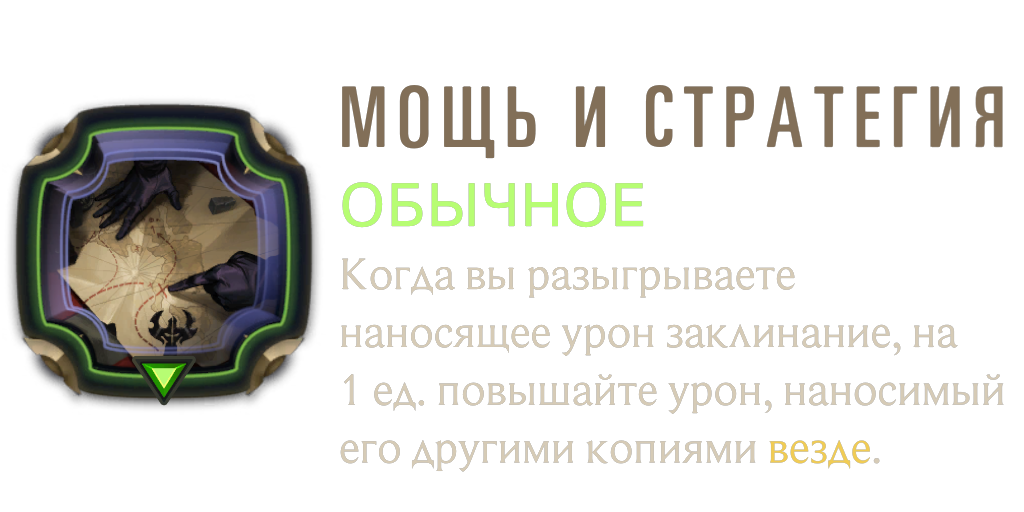 МОЩЬ И СТРАТЕГИЯ
ОБЫЧНОЕ
Когда вы разыгрываете
наносящее урон заклинание, на
1 ед. повышайте урон, наносимый
его другими копиями везде.